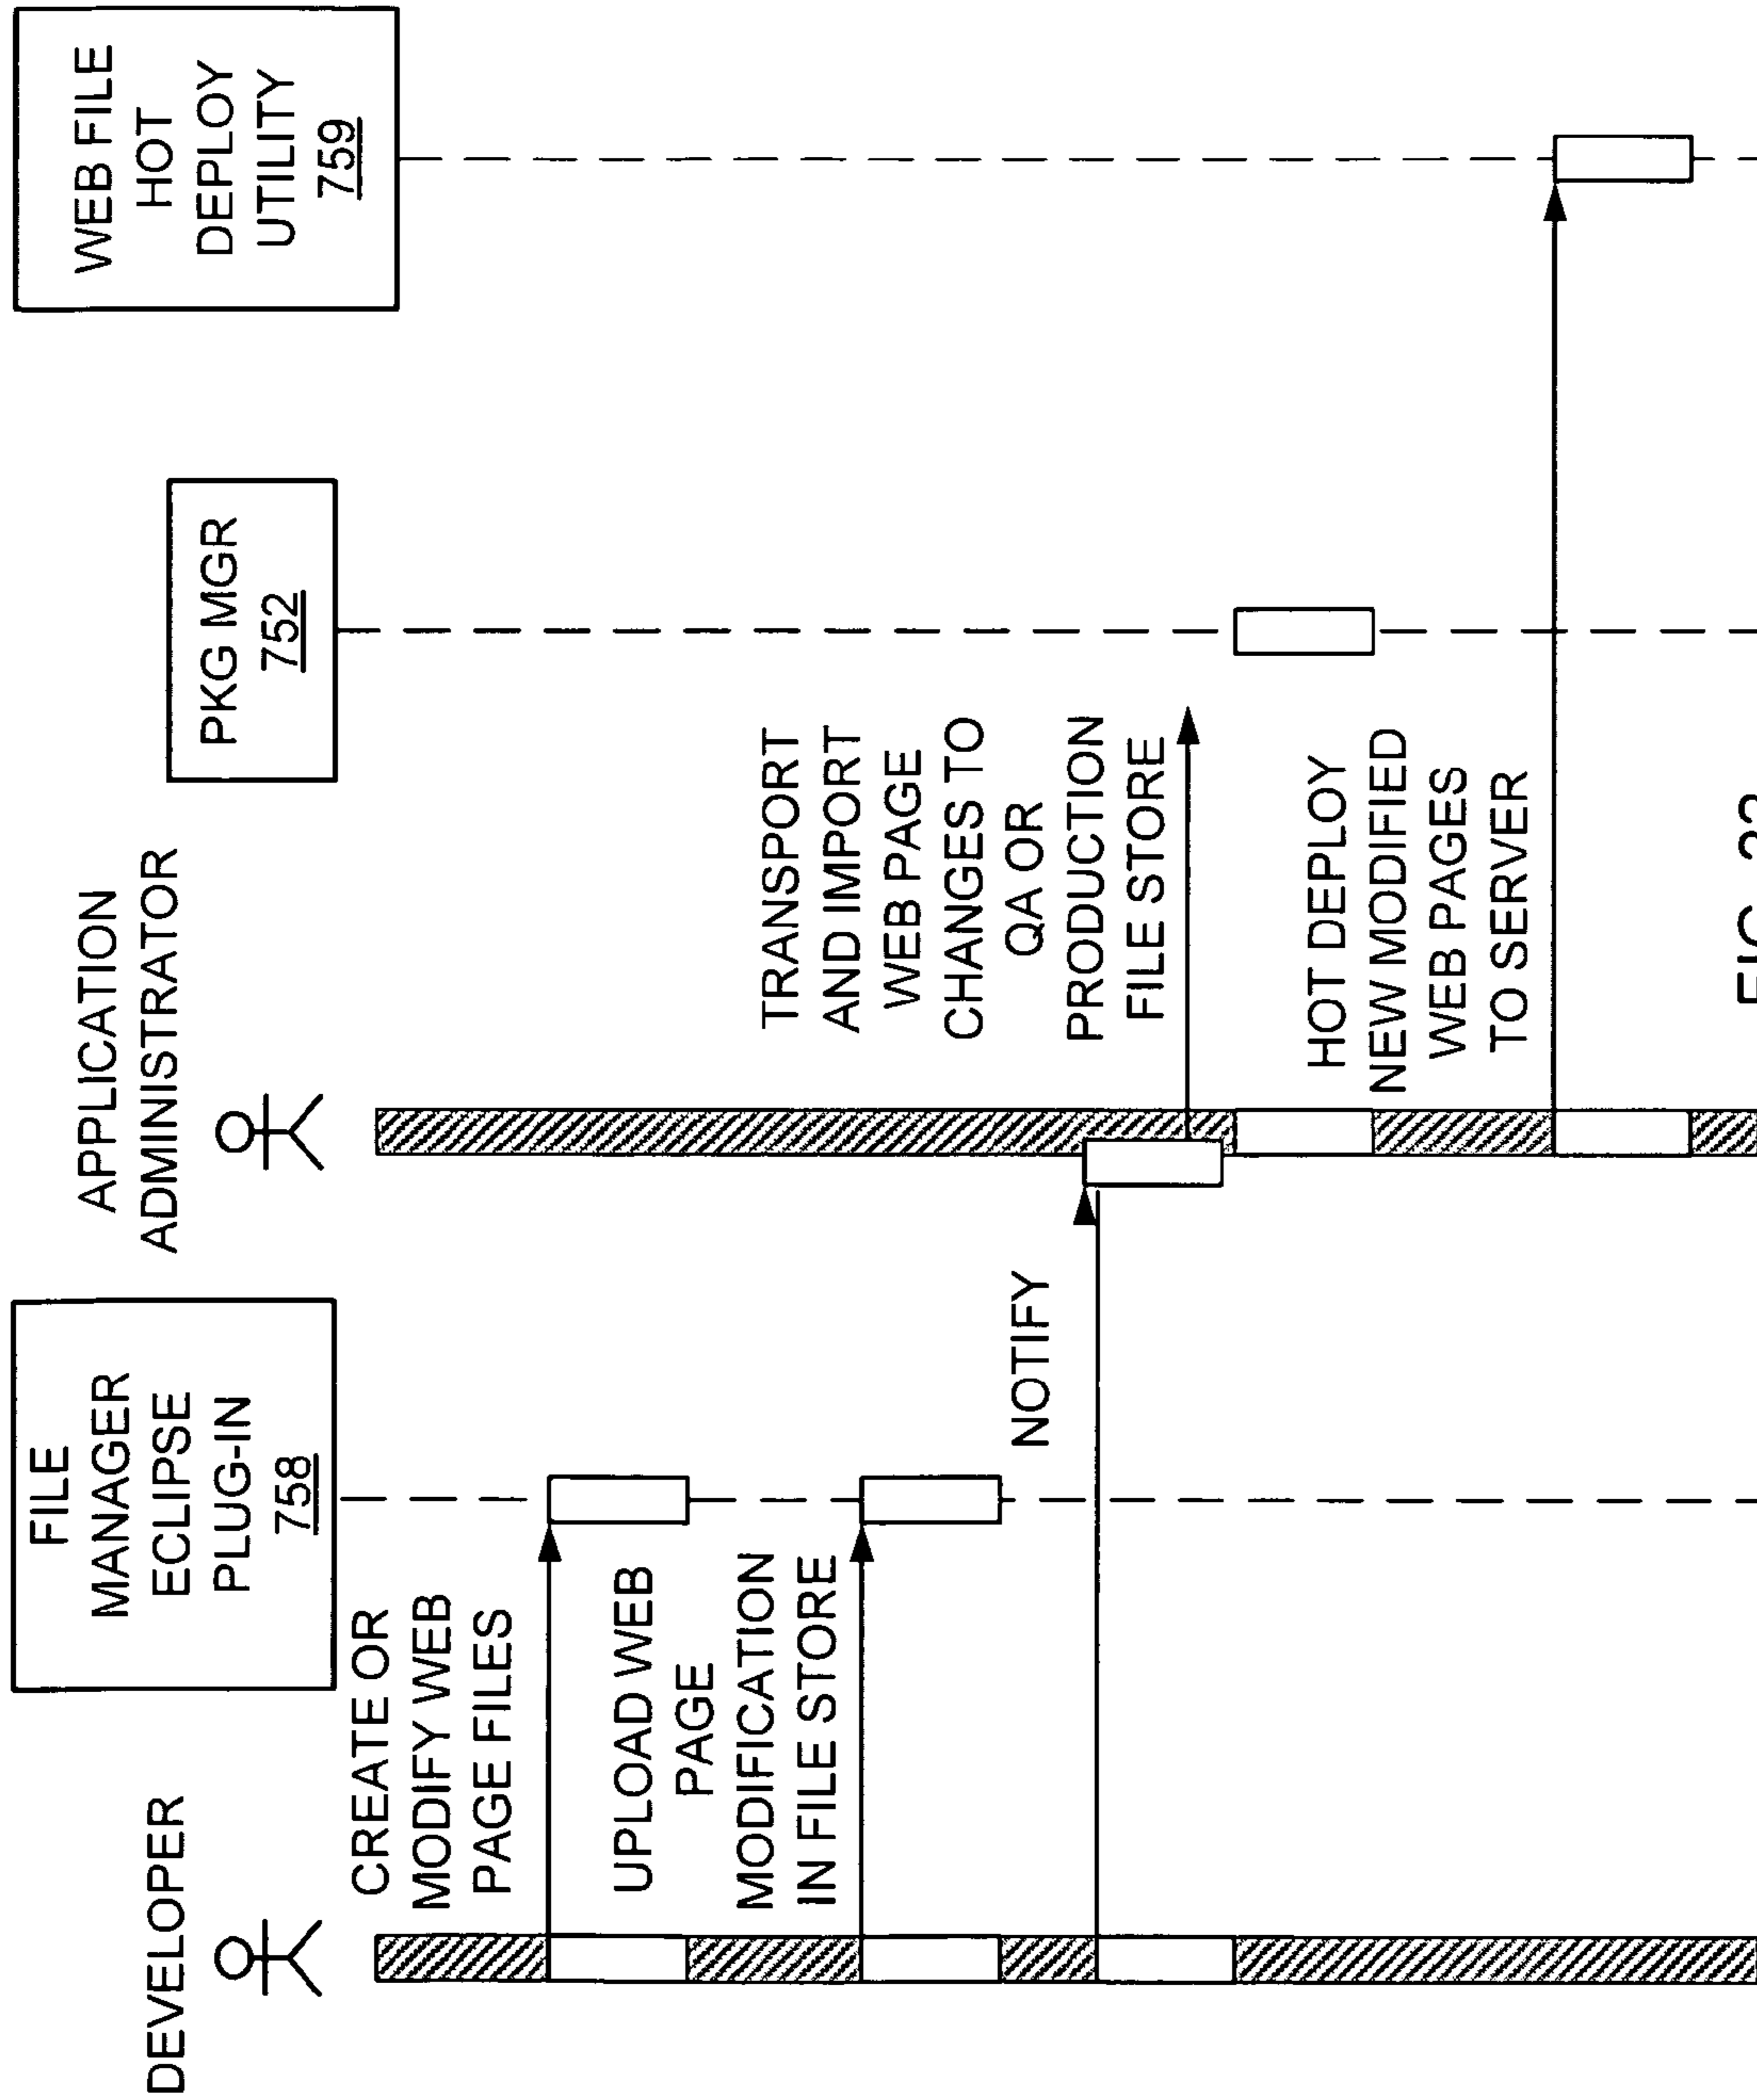 DEVELOPER
FILE
MANAGER
ECLIPSE
PLUG-IN
758
APPLICATION
ADMINISTRATOR
PKG MGR
752
WEB FILE
HOT
DEPLOY
UTILITY
759
CREATE OR
MODIFY WEB
PAGE FILES
UPLOAD WEB
PAGE
MODIFICATION
IN FILE STORE
NOTIFY
TRANSPORT
AND IMPORT
WEB PAGE
CHANGES TO
QA OR
PRODUCTION
FILE STORE
HOT DEPLOY
NEW MODIFIED
WEB PAGES
TO SERVER